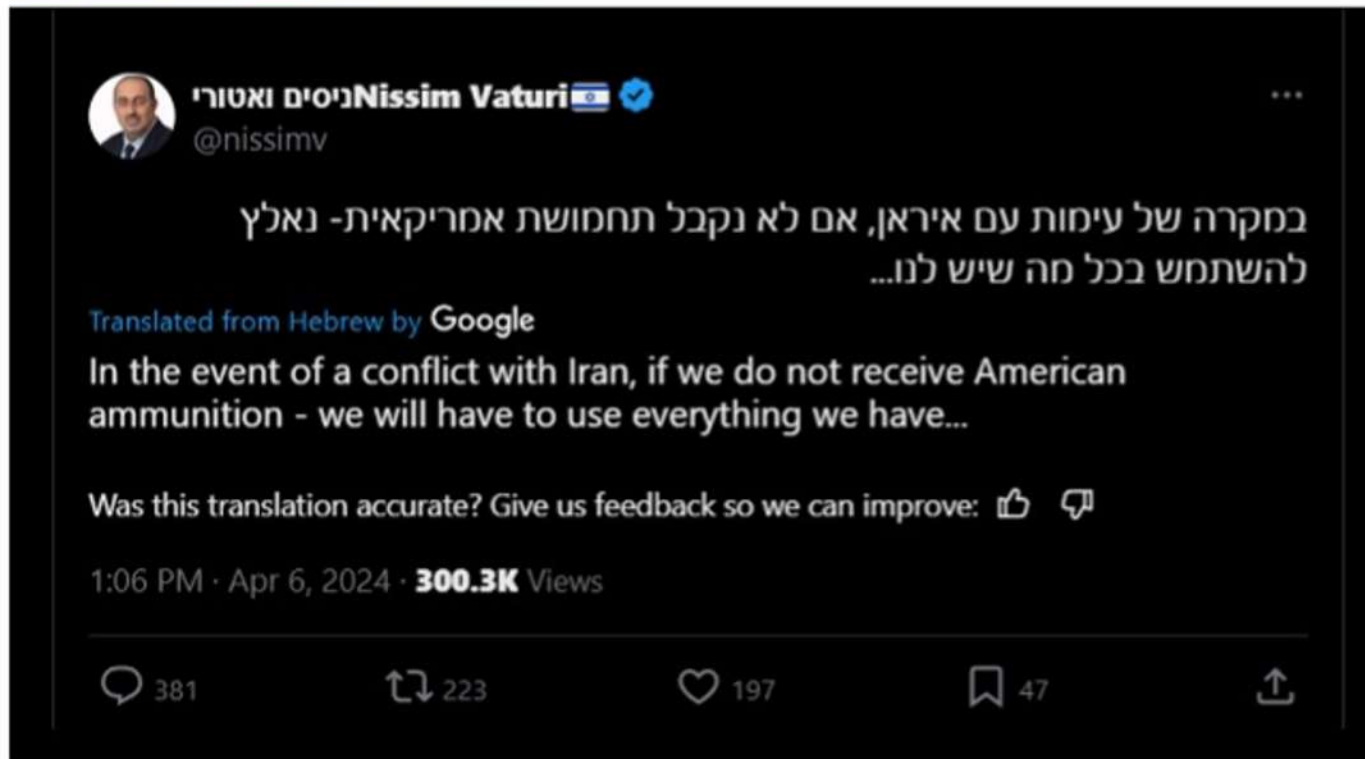 ניסים ואטוריNissim Vaturi🇮🇱
@nissimv
במקרה של עימות עם איראן, אם לא נקבל תחמושת אמריקאית- נאלץ
להשתמש בכל מה שיש לנו...
Translated from Hebrew by Google
In the event of a conflict with Iran, if we do not receive American
ammunition - we will have to use everything we have...
Was this translation accurate? Give us feedback so we can improve:
1:06 PM · Apr 6, 2024 · 300.3K Views
381 223 197 47